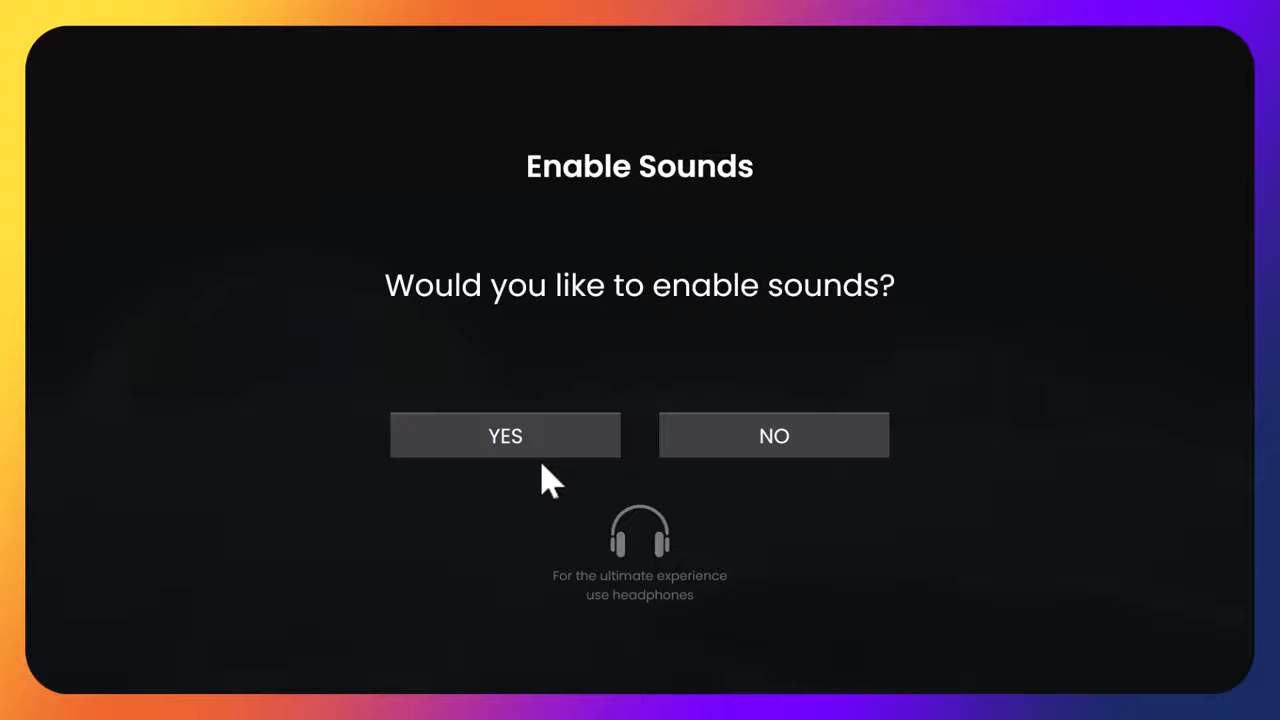 Enable Sounds
Would you like to enable sounds?
YES
NO
For the ultimate experience
use headphones